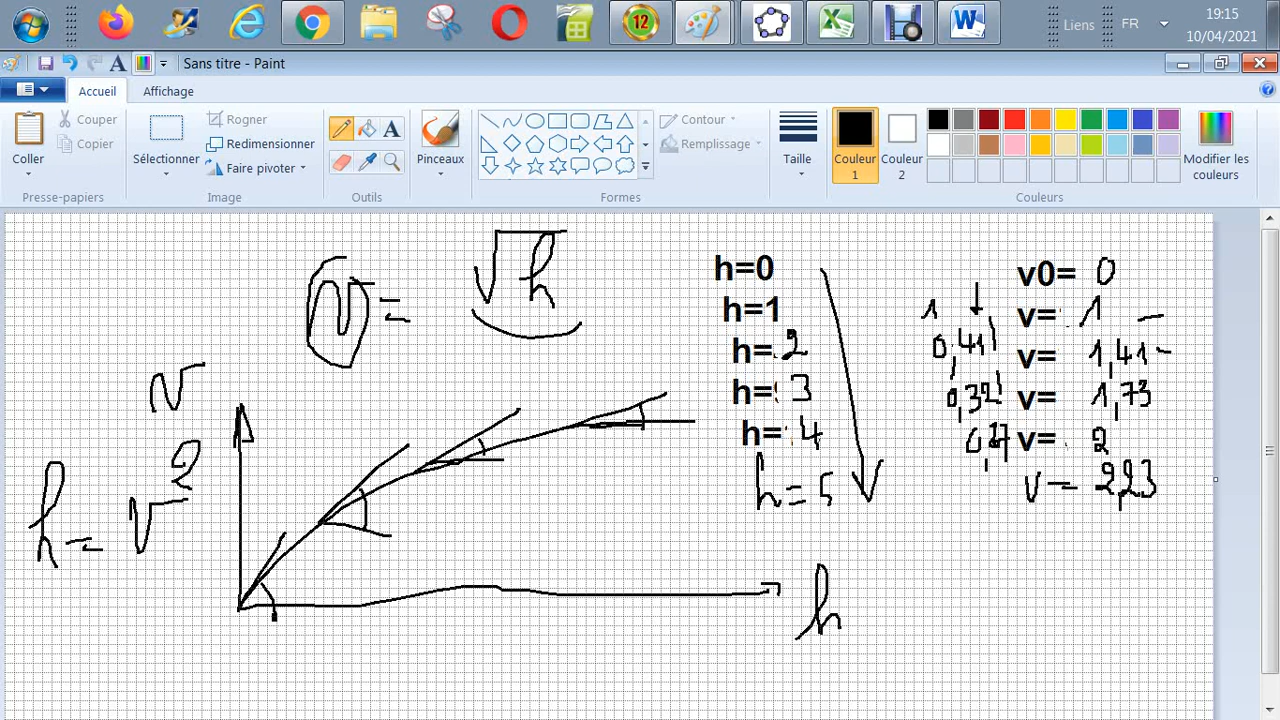 12
Liens
FR
19:15
10/04/2021
Sans titre - Paint
Accueil
Affichage
Coller
Couper
Copier
Presse-papiers
Sélectionner
Rogner
Redimensionner
Faire pivoter
Image
Outils
Pinceaux
Contour
Remplissage
Formes
Taille
Couleur 1
Couleur 2
Modifier les couleurs
Couleurs
v = √h
h=0
h=1
h=2
h=3
h=4
h=5
v0=0
1 v=1
0,41 v=1,41
0,32 v=1,73
0,27 v=2
v=2,23
v
h=v²
h